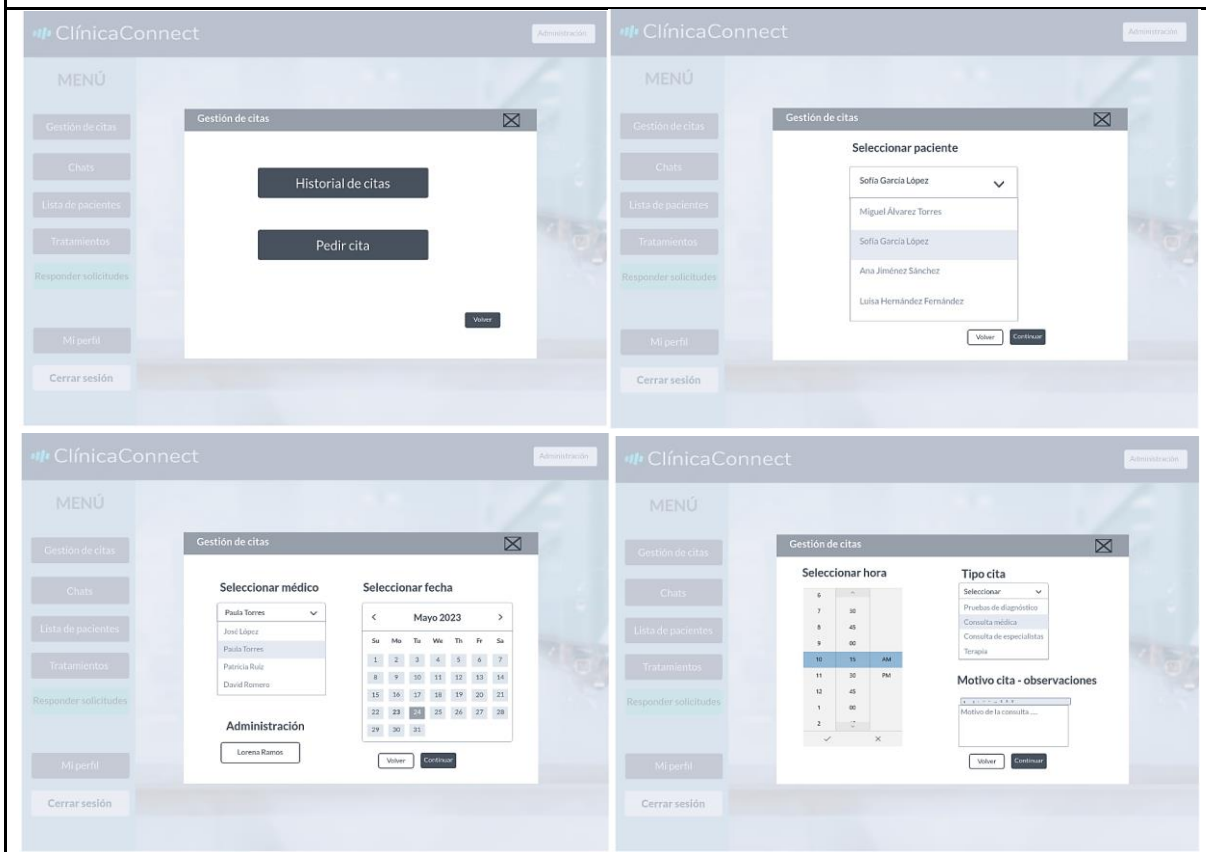 ClínicaConnect
Administración
MENÚ
Gestión de citas
Chats
Lista de pacientes
Tratamientos
Responder solicitudes
Mi perfil
Cerrar sesión
Gestión de citas
Historial de citas
Pedir cita
Volver
ClínicaConnect
Administración
MENÚ
Gestión de citas
Chats
Lista de pacientes
Tratamientos
Responder solicitudes
Mi perfil
Cerrar sesión
Gestión de citas
Seleccionar paciente
Sofía García López
Miguel Álvarez Torres
Sofía García López
Ana Jiménez Sánchez
Luisa Hernández Fernández
Volver Continuar
ClínicaConnect
Administración
MENÚ
Gestión de citas
Chats
Lista de pacientes
Tratamientos
Responder solicitudes
Mi perfil
Cerrar sesión
Gestión de citas
Seleccionar médico
Paula Torres
José López
Paula Torres
Patricia Ruiz
David Romero
Administración
Lorena Ramos
Seleccionar fecha
< Mayo 2023 >
Su Mo Tu We Th Fr Sa
1 2 3 4 5 6 7
8 9 10 11 12 13 14
15 16 17 18 19 20 21
22 23 24 25 26 27 28
29 30 31
Volver Continuar
ClínicaConnect
Administración
MENÚ
Gestión de citas
Chats
Lista de pacientes
Tratamientos
Responder solicitudes
Mi perfil
Cerrar sesión
Gestión de citas
Seleccionar hora
6
7 30
8 45
9 00
10 15 AM
11 30 PM
12 45
1 00
2
Tipo cita
Seleccionar
Pruebas de diagnóstico
Consulta médica
Consulta de especialistas
Terapia
Motivo cita - observaciones
Motivo de la consulta ....
Volver Continuar